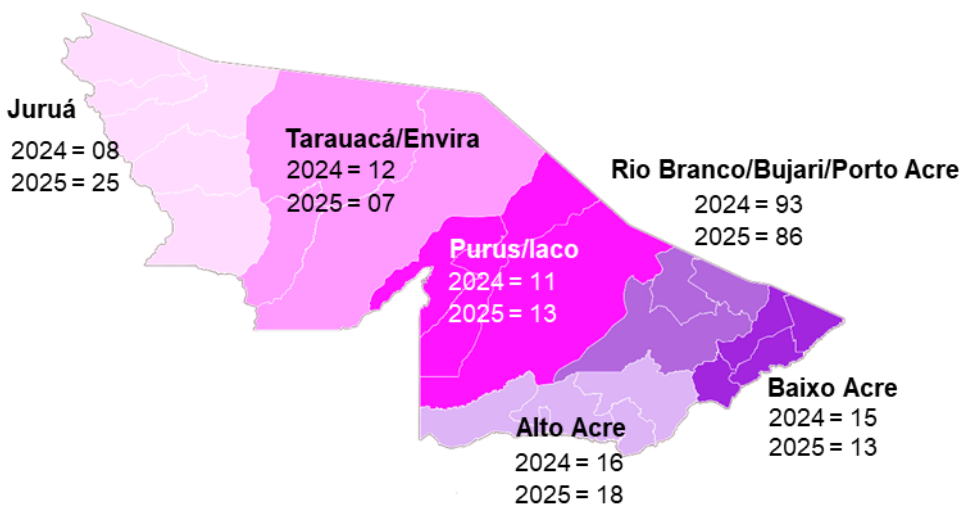 Juruá
2024 = 08
2025 = 25
Tarauacá/Envira
2024 = 12
2025 = 07
Rio Branco/Bujari/Porto Acre
2024 = 93
2025 = 86
Purus/Iaco
2024 = 11
2025 = 13
Baixo Acre
2024 = 15
2025 = 13
Alto Acre
2024 = 16
2025 = 18